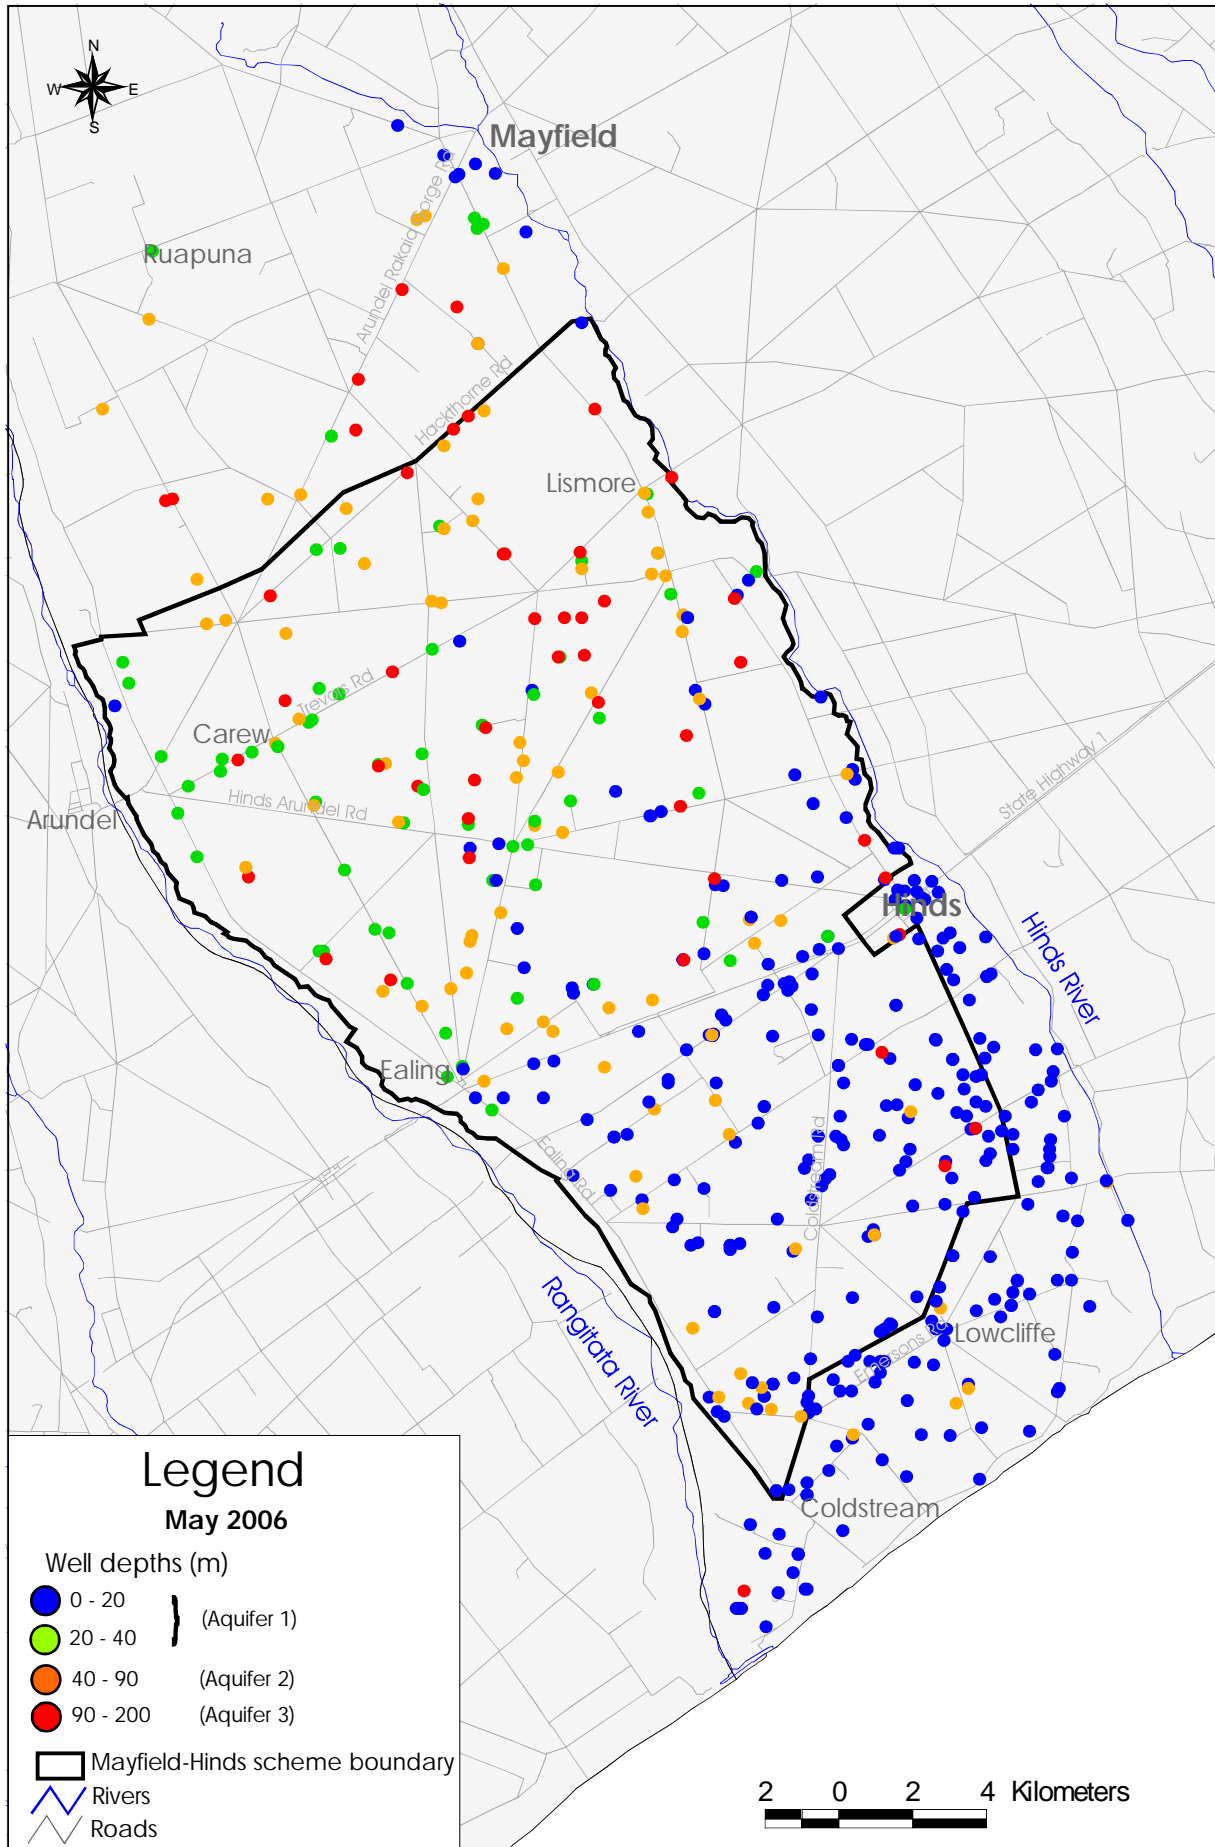 N
W E
S
Mayfield
Arundel Rakaia Gorge Rd
Ruapuna
Hackthorne Rd
Lismore
Trevors Rd
Carew
State Highway 1
Hinds Arundel Rd
Arundel
Hinds
Hinds River
Ealing
Ealing Rd
Coldstream Rd
Rangitata River
Emersons Rd
Lowcliffe
Coldstream
Legend
May 2006
Well depths (m)
0 - 20
(Aquifer 1)
20 - 40
40 - 90 (Aquifer 2)
90 - 200 (Aquifer 3)
Mayfield-Hinds scheme boundary
Rivers
Roads
2 0 2 4 Kilometers